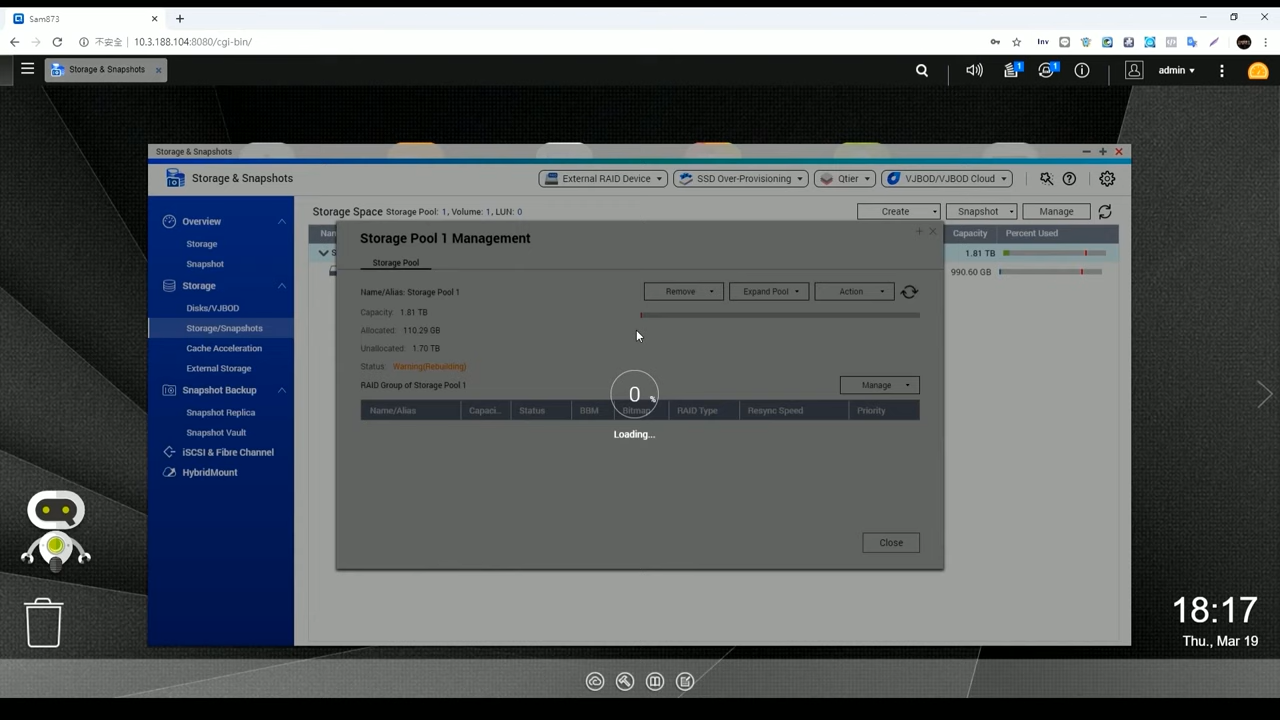 Sam873
不安全 10.3.188.104:8080/cgi-bin/
Inv
Storage & Snapshots
1
1
admin
Storage & Snapshots
Storage & Snapshots
External RAID Device
SSD Over-Provisioning
Qtier
VJBOD/VJBOD Cloud
Overview
Storage
Snapshot
Storage
Disks/VJBOD
Storage/Snapshots
Cache Acceleration
External Storage
Snapshot Backup
Snapshot Replica
Snapshot Vault
iSCSI & Fibre Channel
HybridMount
Storage Space Storage Pool: 1, Volume: 1, LUN: 0
Create
Snapshot
Manage
Capacity
Percent Used
1.81 TB
990.60 GB
Storage Pool 1 Management
Storage Pool
Name/Alias: Storage Pool 1
Remove
Expand Pool
Action
Capacity: 1.81 TB
Allocated: 110.29 GB
Unallocated: 1.70 TB
Status: Warning(Rebuilding)
RAID Group of Storage Pool 1
Manage
Name/Alias
Capaci...
Status
BBM
Bitmap
RAID Type
Resync Speed
Priority
0 %
Loading...
Close
18:17
Thu., Mar 19